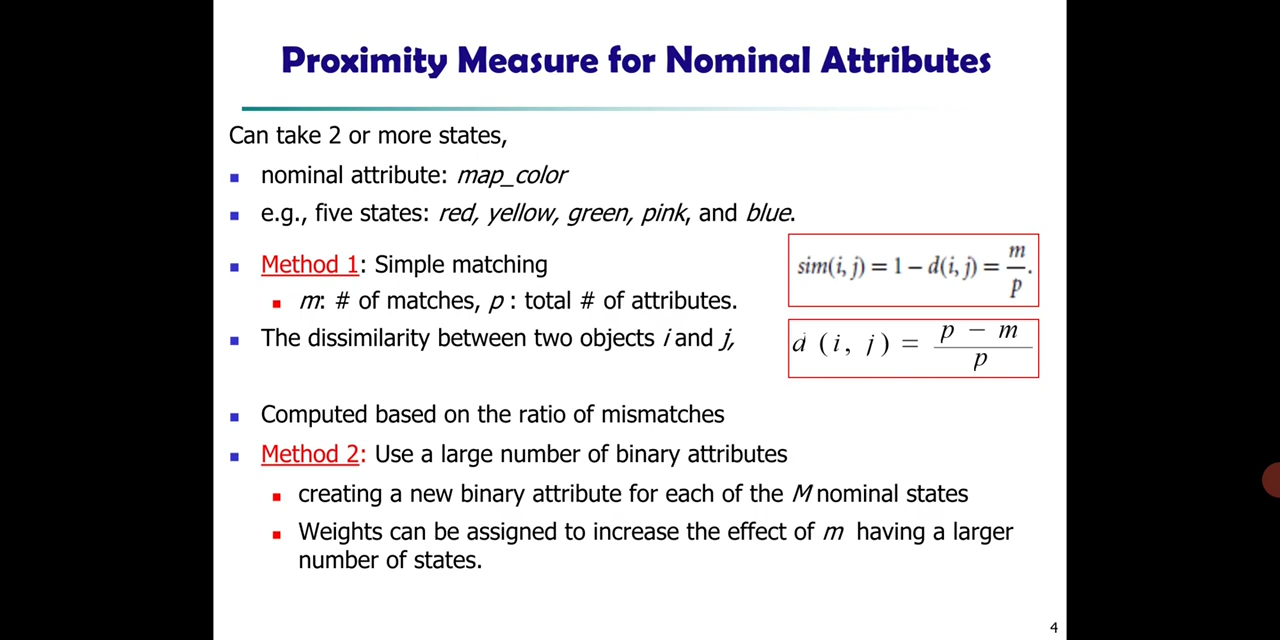 Proximity Measure for Nominal Attributes
Can take 2 or more states,
nominal attribute: map_color
e.g., five states: red, yellow, green, pink, and blue.
Method 1: Simple matching
m: # of matches, p : total # of attributes.
sim(i, j) = 1 − d(i, j) = m/p.
The dissimilarity between two objects i and j,
d (i, j) = p − m / p
Computed based on the ratio of mismatches
Method 2: Use a large number of binary attributes
creating a new binary attribute for each of the M nominal states
Weights can be assigned to increase the effect of m having a larger
number of states.
4